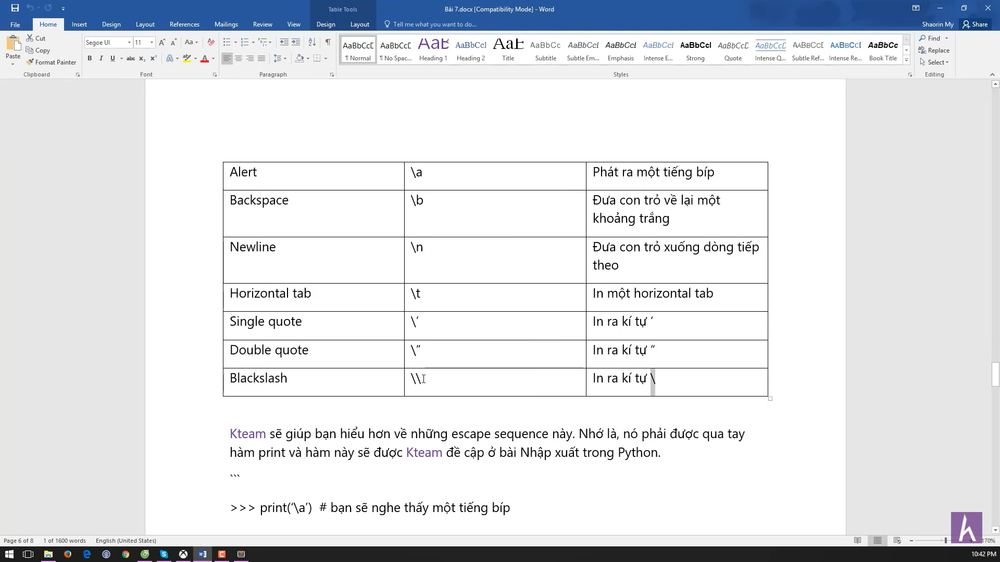 Table Tools
Bài 7.docx [Compatibility Mode] - Word
File Home Insert Design Layout References Mailings Review View Design Layout Tell me what you want to do... Shaorin My Share
Paste
Cut
Copy
Format Painter
Clipboard
Segoe UI 11
Font
Paragraph
AaBbCcD AaBbCcD AaB AaBbCcI AaB AaBbCcC AaBbCcD AaBbCcD AaBbCcD AaBbCcD AaBbCcD AaBbCcD AABBCCD AABBCCD AaBbCc
¶ Normal ¶ No Spac... Heading 1 Heading 2 Title Subtitle Subtle Em... Emphasis Intense E... Strong Quote Intense Q... Subtle Ref... Intense Re... Book Title
Styles
Find
Replace
Select
Editing
Alert \a Phát ra một tiếng bíp
Backspace \b Đưa con trỏ về lại một
khoảng trắng
Newline \n Đưa con trỏ xuống dòng tiếp
theo
Horizontal tab \t In một horizontal tab
Single quote \’ In ra kí tự ‘
Double quote \” In ra kí tự “
Blackslash \\ In ra kí tự \
Kteam sẽ giúp bạn hiểu hơn về những escape sequence này. Nhớ là, nó phải được qua tay
hàm print và hàm này sẽ được Kteam đề cập ở bài Nhập xuất trong Python.
```
>>> print(‘\a’) # bạn sẽ nghe thấy một tiếng bíp
Page 6 of 8 1 of 1600 words English (United States) 170%
10:42 PM